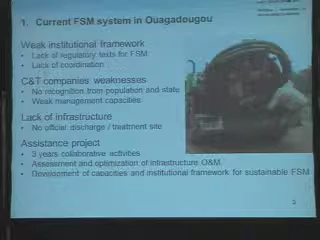 1. Current FSM system in Ouagadougou
Weak institutional framework
• Lack of regulatory texts for FSM
• Lack of coordination
C&T companies weaknesses
• No recognition from population and state
• Weak management capacities
Lack of infrastructure
• No official discharge / treatment site
Assistance project
• 3 years collaborative activities
• Assessment and optimization of infrastructure O&M
• Development of capacities and institutional framework for sustainable FSM
3